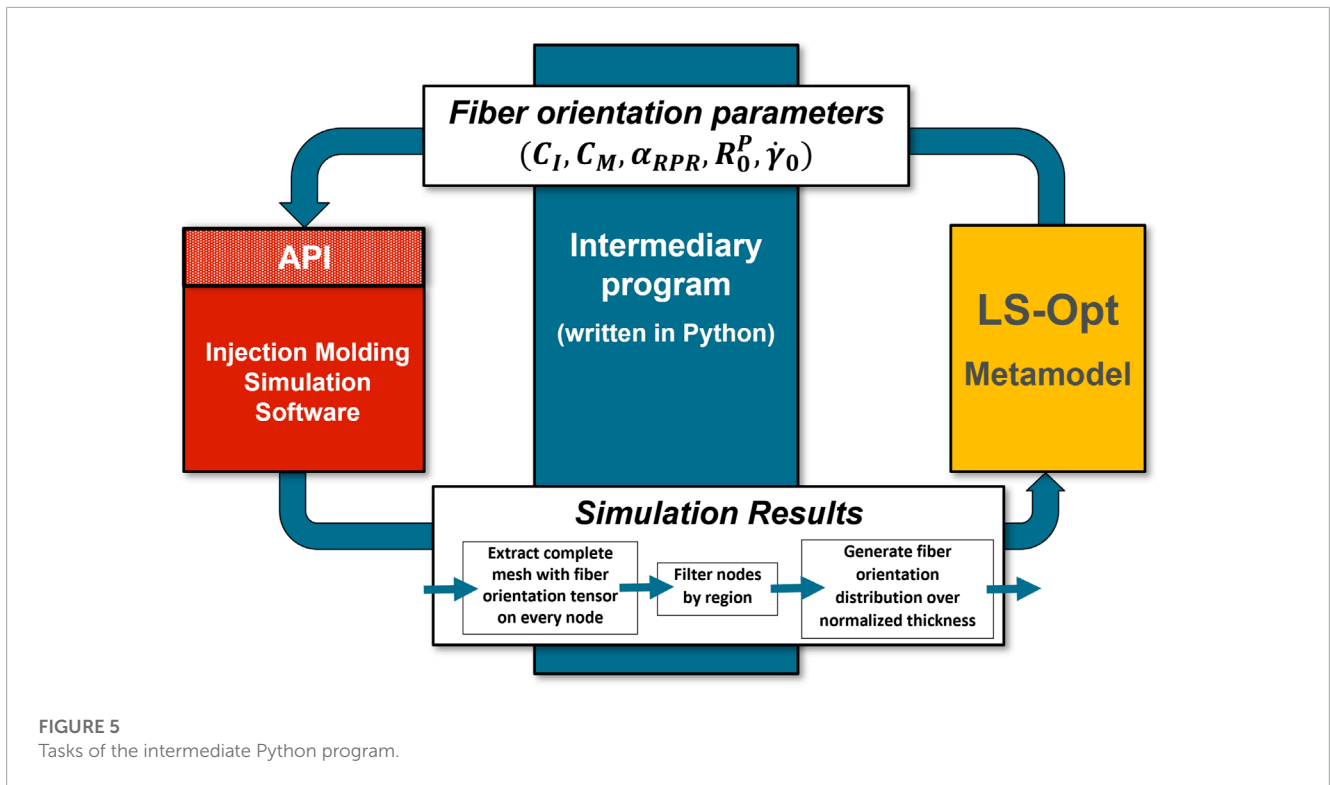 Fiber orientation parameters
(C_I, C_M, α_RPR, R_0^P, γ̇_0)
API
Injection Molding
Simulation
Software
Intermediary
program
(written in Python)
LS-Opt
Metamodel
Simulation Results
Extract complete
mesh with fiber
orientation tensor
on every node
Filter nodes
by region
Generate fiber
orientation
distribution over
normalized thickness
FIGURE 5
Tasks of the intermediate Python program.